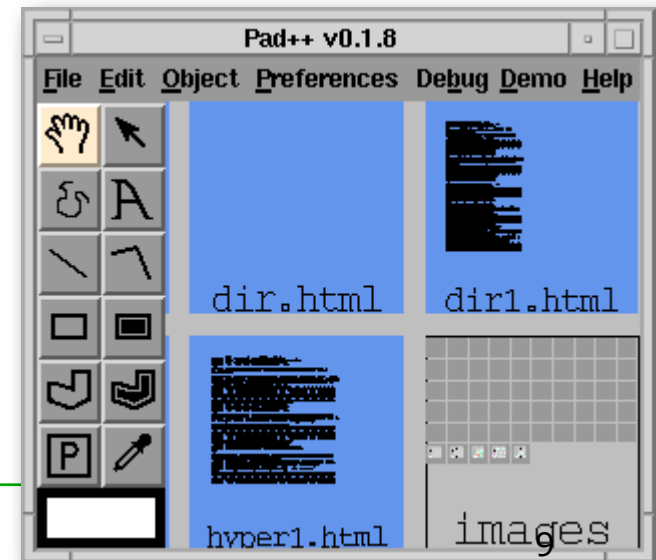 Pad++ v0.1.8
File Edit Object Preferences Debug Demo Help
A
dir.html dir1.html
P
hyper1.html images
9